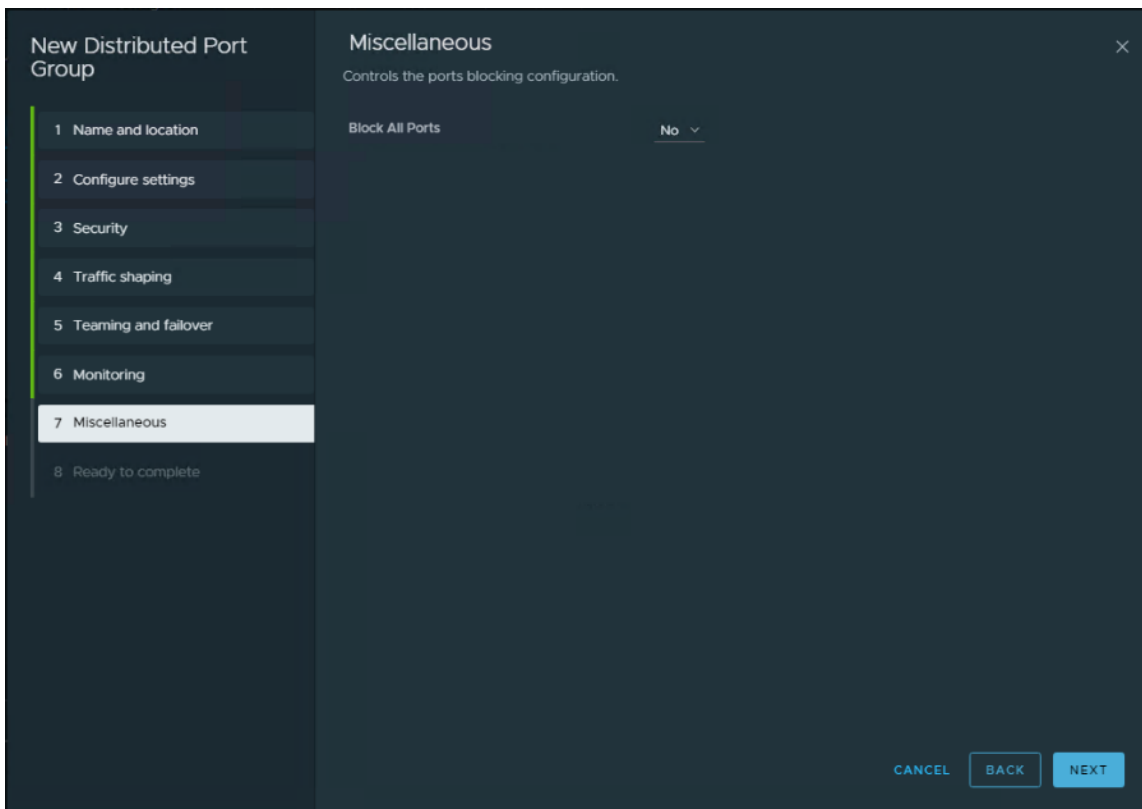 New Distributed Port
Group
1 Name and location
2 Configure settings
3 Security
4 Traffic shaping
5 Teaming and failover
6 Monitoring
7 Miscellaneous
8 Ready to complete
Miscellaneous
Controls the ports blocking configuration.
Block All Ports No
CANCEL BACK NEXT